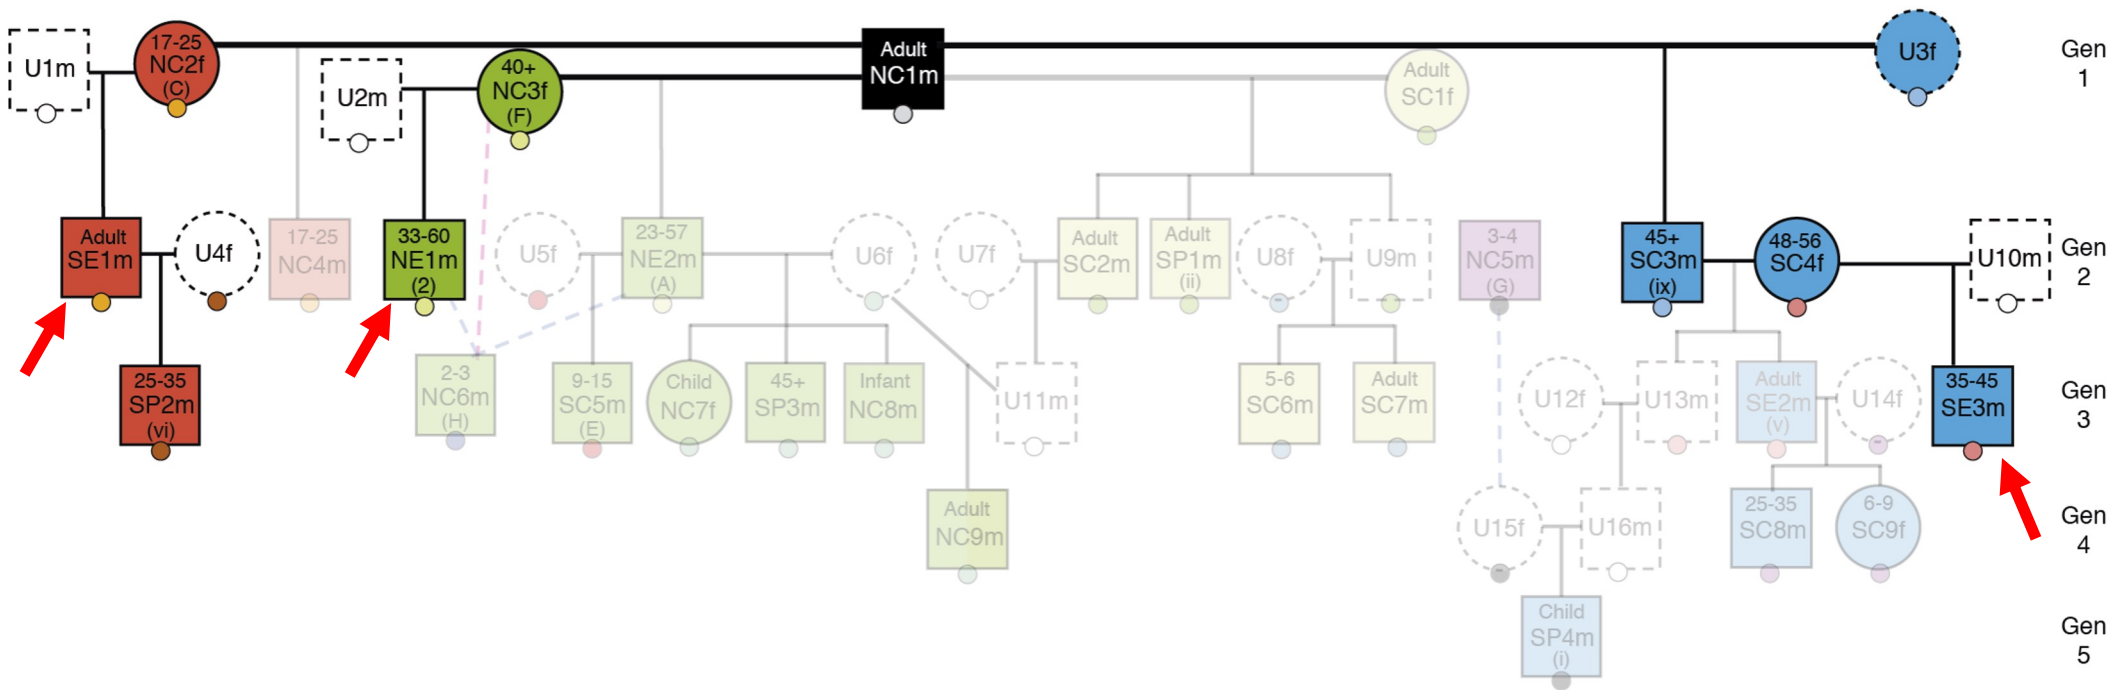 U1m
17-25
NC2f
(C)
U2m
40+
NC3f
(F)
Adult
NC1m
Adult
SC1f
U3f
Gen
1
Adult
SE1m
U4f
17-25
NC4m
33-60
NE1m
(2)
U5f
23-57
NE2m
(A)
U6f
U7f
Adult
SC2m
Adult
SP1m
(ii)
U8f
U9m
3-4
NC5m
(G)
45+
SC3m
(ix)
48-56
SC4f
U10m
Gen
2
25-35
SP2m
(vi)
2-3
NC6m
(H)
9-15
SC5m
(E)
Child
NC7f
45+
SP3m
Infant
NC8m
U11m
5-6
SC6m
Adult
SC7m
U12f
U13m
Adult
SE2m
(v)
U14f
35-45
SE3m
Gen
3
Adult
NC9m
U15f
U16m
25-35
SC8m
6-9
SC9f
Gen
4
Child
SP4m
(i)
Gen
5